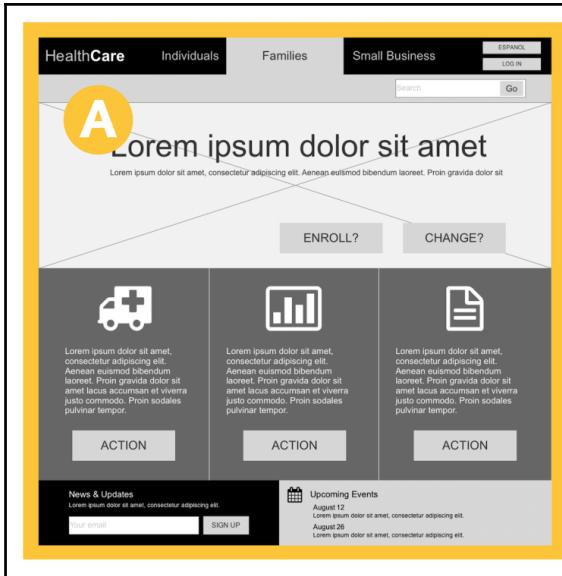 HealthCare Individuals Families Small Business ESPANOL
LOG IN
Search Go
A
Lorem ipsum dolor sit amet
Lorem ipsum dolor sit amet, consectetur adipiscing elit. Aenean euismod bibendum laoreet. Proin gravida dolor sit
ENROLL? CHANGE?
Lorem ipsum dolor sit amet,
consectetur adipiscing elit.
Aenean euismod bibendum
laoreet. Proin gravida dolor sit
amet lacus accumsan et viverra
justo commodo. Proin sodales
pulvinar tempor.
ACTION
Lorem ipsum dolor sit amet,
consectetur adipiscing elit.
Aenean euismod bibendum
laoreet. Proin gravida dolor sit
amet lacus accumsan et viverra
justo commodo. Proin sodales
pulvinar tempor.
ACTION
Lorem ipsum dolor sit amet,
consectetur adipiscing elit.
Aenean euismod bibendum
laoreet. Proin gravida dolor sit
amet lacus accumsan et viverra
justo commodo. Proin sodales
pulvinar tempor.
ACTION
News & Updates
Lorem ipsum dolor sit amet, consectetur adipiscing elit.
Your email SIGN UP
Upcoming Events
August 12
Lorem ipsum dolor sit amet, consectetur adipiscing elit.
August 26
Lorem ipsum dolor sit amet, consectetur adipiscing elit.